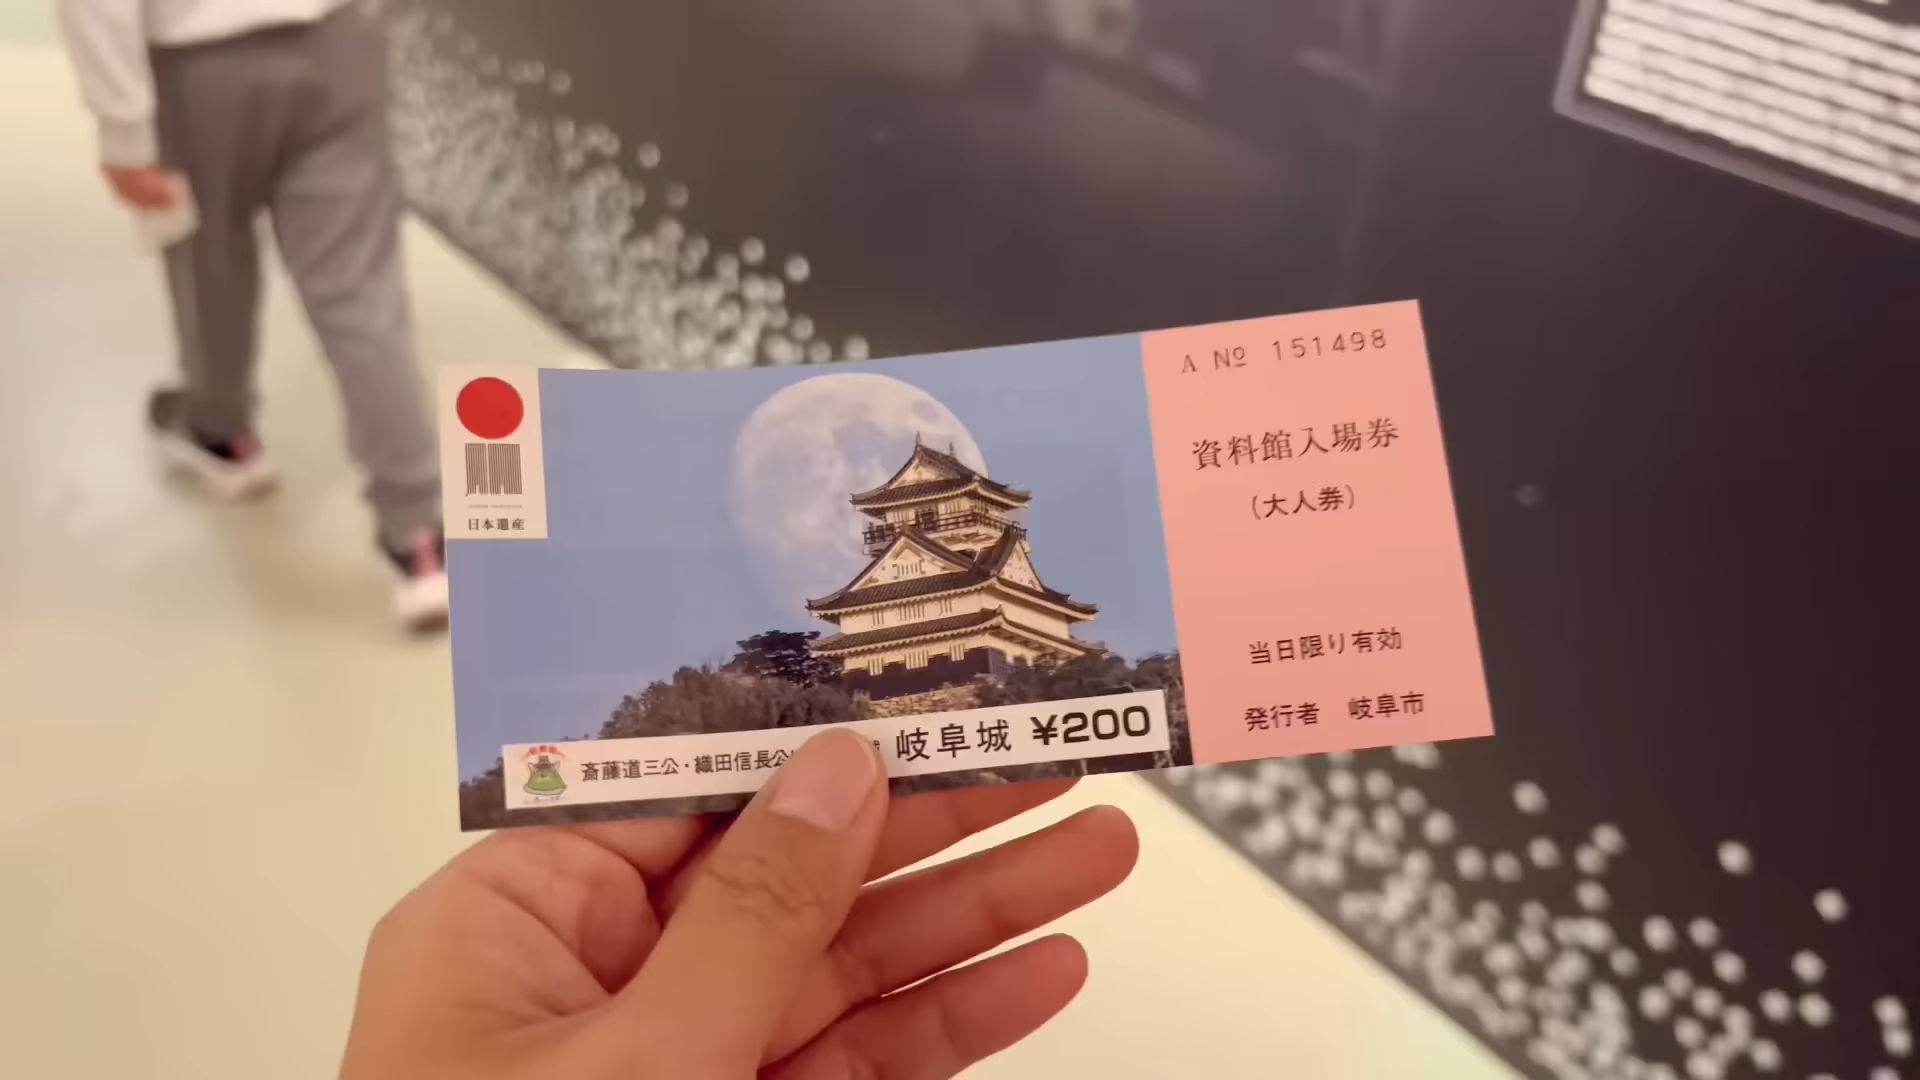 日本遺産
斎藤道三公・織田信長公
岐阜城 ¥200
A № 151498
資料館入場券
（大人券）
当日限り有効
発行者 岐阜市